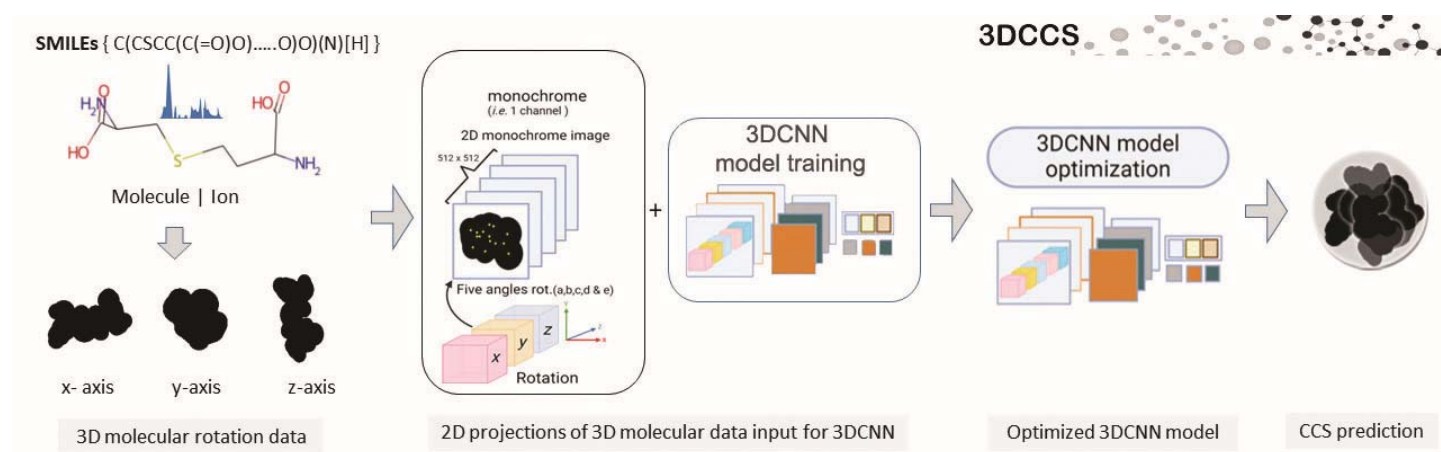 SMILEs { C(CSCC(C(=O)O)…..O)O)(N)[H] }
3DCCS
O
H₂N
HO
S
HO
O
NH₂
Molecule | Ion
x- axis
y-axis
z-axis
3D molecular rotation data
monochrome
(i.e. 1 channel )
2D monochrome image
512 x 512
Five angles rot.(a,b,c,d & e)
x
y
z
Y
Z
X
Rotation
+
3DCNN
model training
2D projections of 3D molecular data input for 3DCNN
3DCNN model
optimization
Optimized 3DCNN model
CCS prediction